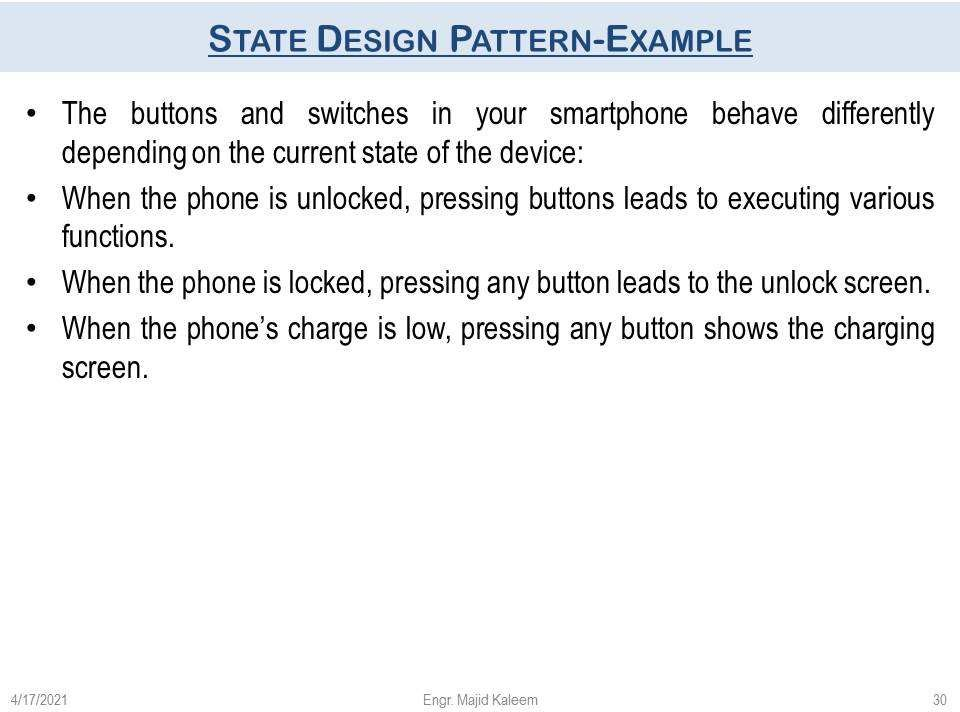 STATE DESIGN PATTERN-EXAMPLE
• The buttons and switches in your smartphone behave differently
depending on the current state of the device:
• When the phone is unlocked, pressing buttons leads to executing various
functions.
• When the phone is locked, pressing any button leads to the unlock screen.
• When the phone’s charge is low, pressing any button shows the charging
screen.
4/17/2021
Engr. Majid Kaleem
30